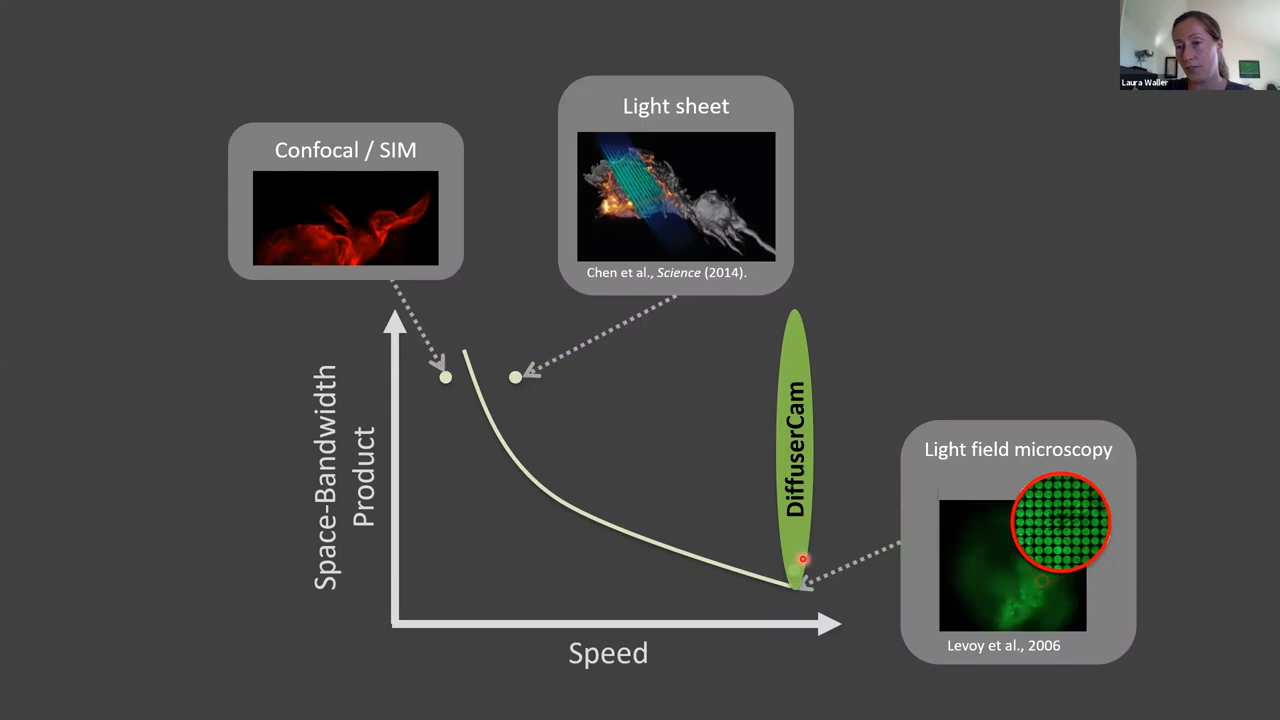 Laura Waller
Light sheet
Confocal / SIM
Chen et al., Science (2014).
Space-Bandwidth
Product
DiffuserCam
Light field microscopy
Levoy et al., 2006
Speed